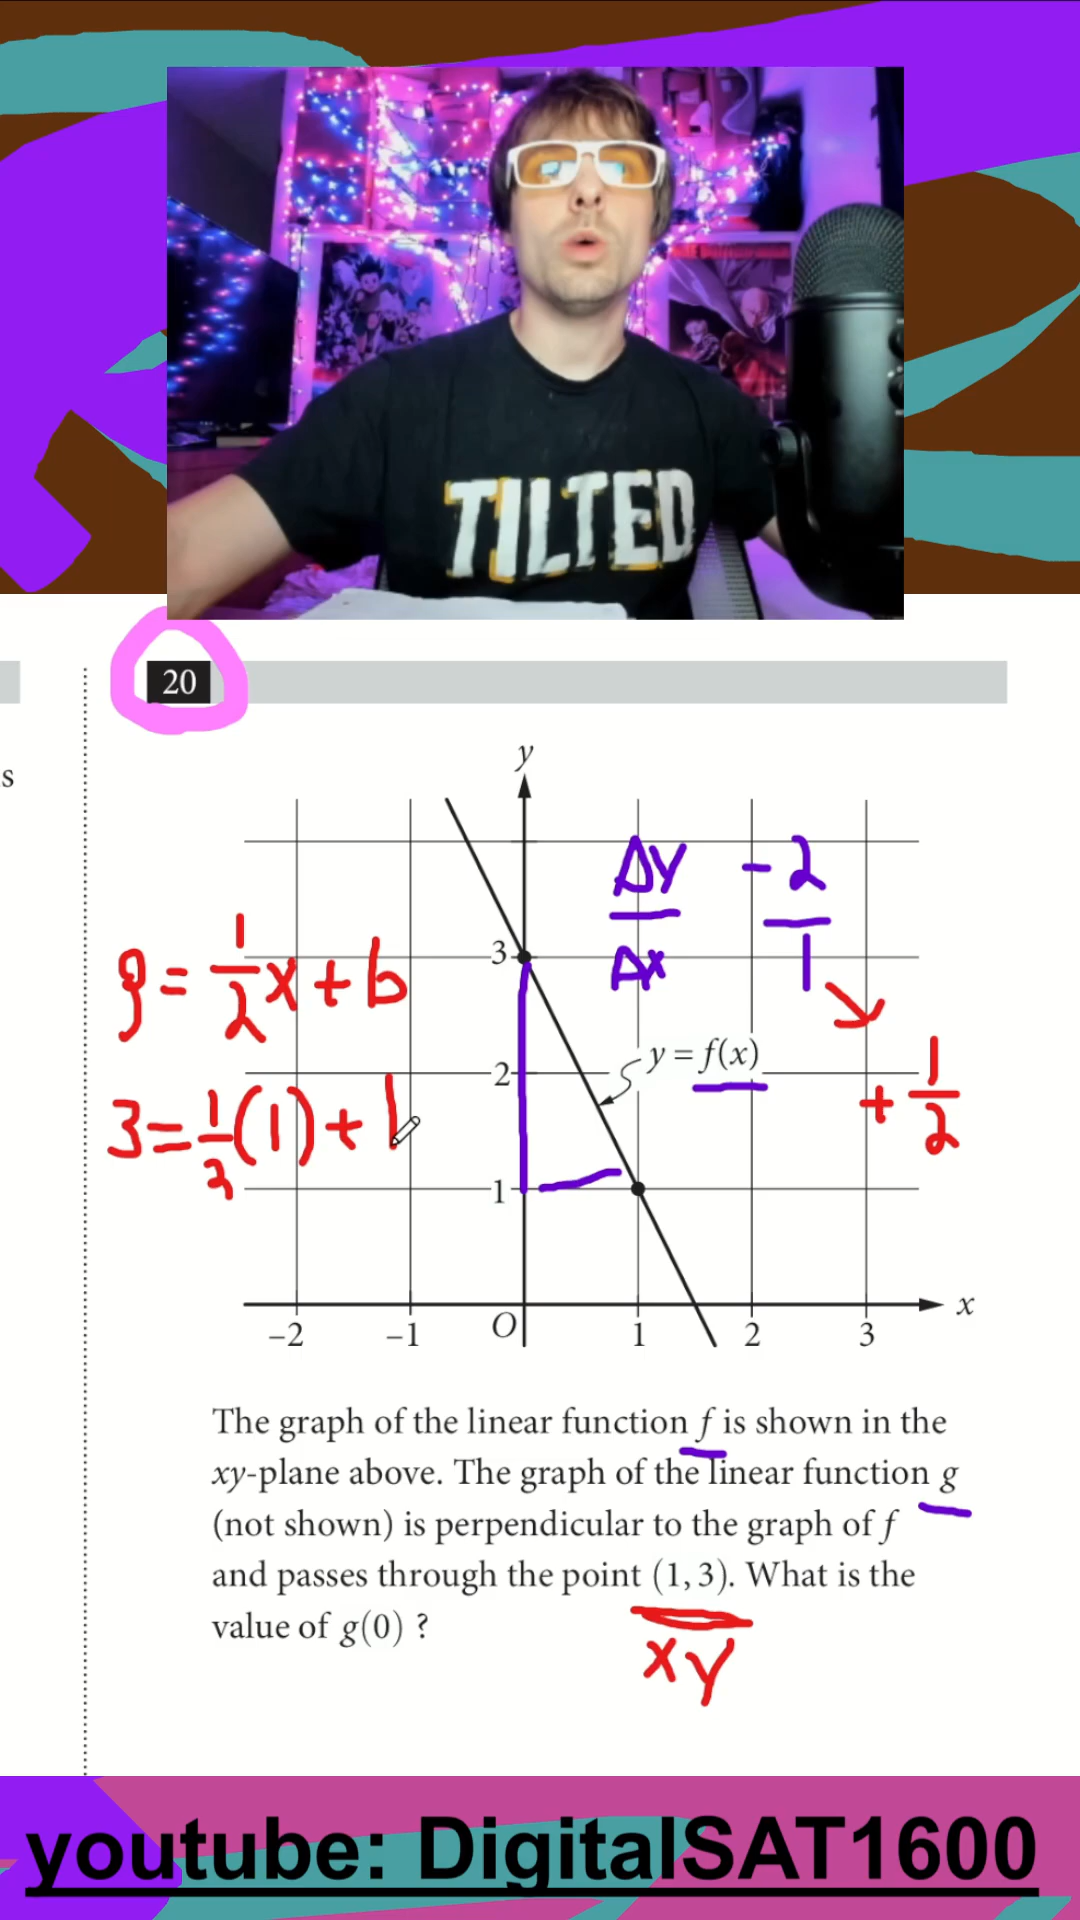 TILTED
20
s
y
Δy
Δx
-2
1
3
g = 1/2 x + b
y = f(x)
2
+ 1/2
3 = 1/2 (1) +
1
x
–2
–1
O
1
2
3
The graph of the linear function f is shown in the
xy-plane above. The graph of the linear function g
(not shown) is perpendicular to the graph of f
and passes through the point (1, 3). What is the
value of g(0) ?
x y
youtube: DigitalSAT1600